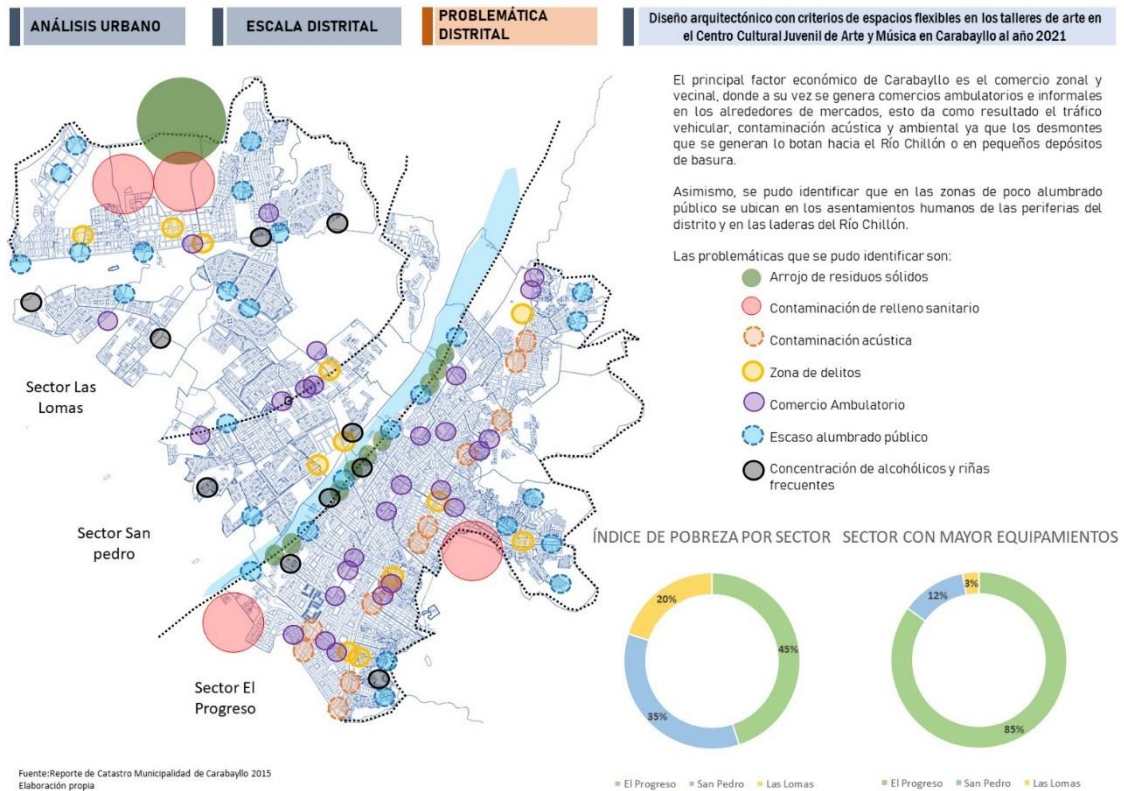 ANÁLISIS URBANO
ESCALA DISTRITAL
PROBLEMÁTICA
DISTRITAL
Diseño arquitectónico con criterios de espacios flexibles en los talleres de arte en
el Centro Cultural Juvenil de Arte y Música en Carabayllo al año 2021
El principal factor económico de Carabayllo es el comercio zonal y
vecinal, donde a su vez se genera comercios ambulatorios e informales
en los alrededores de mercados, esto da como resultado el tráfico
vehicular, contaminación acústica y ambiental ya que los desmontes
que se generan lo botan hacia el Río Chillón o en pequeños depósitos
de basura.
Asimismo, se pudo identificar que en las zonas de poco alumbrado
público se ubican en los asentamientos humanos de las periferias del
distrito y en las laderas del Río Chillón.
Las problemáticas que se pudo identificar son:
Arrojo de residuos sólidos
Contaminación de relleno sanitario
Contaminación acústica
Zona de delitos
Comercio Ambulatorio
Escaso alumbrado público
Concentración de alcohólicos y riñas
frecuentes
Sector Las
Lomas
Sector San
pedro
Sector El
Progreso
ÍNDICE DE POBREZA POR SECTOR
20%
45%
35%
El Progreso San Pedro Las Lomas
SECTOR CON MAYOR EQUIPAMIENTOS
3%
12%
85%
El Progreso San Pedro Las Lomas
Fuente:Reporte de Catastro Municipalidad de Carabayllo 2015
Elaboración propia